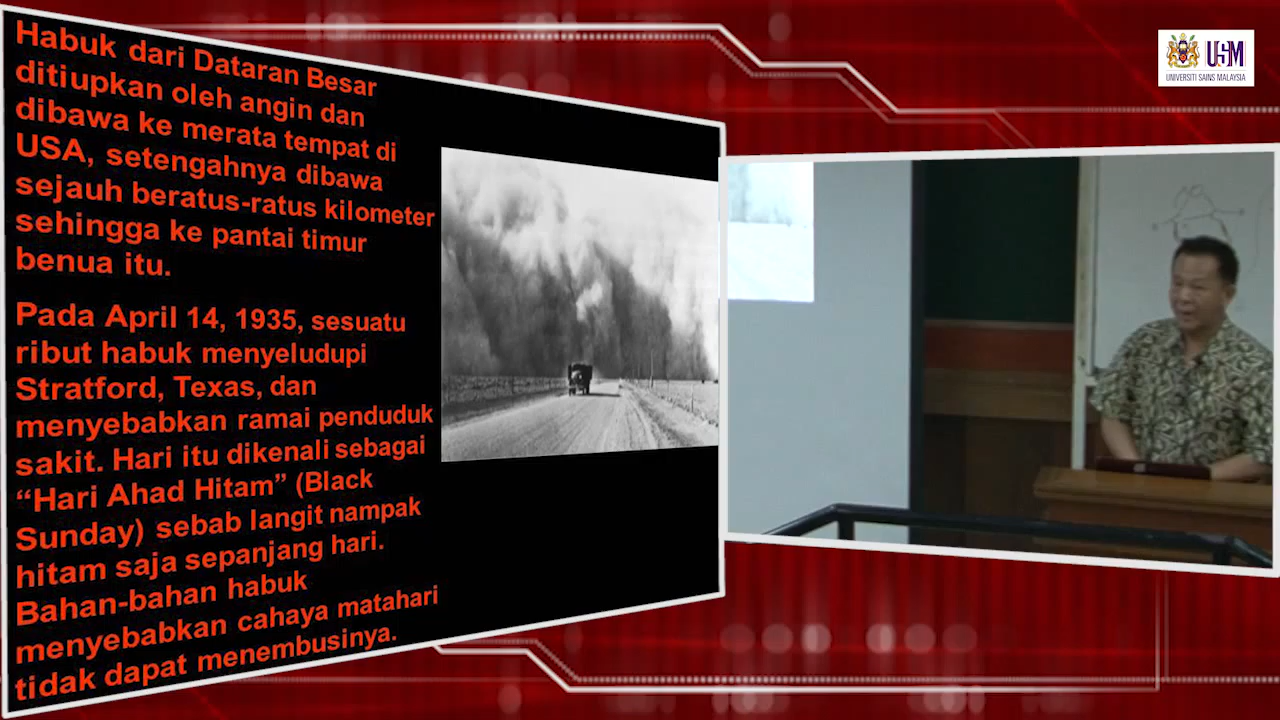 Habuk dari Dataran Besar
ditiupkan oleh angin dan
dibawa ke merata tempat di
USA, setengahnya dibawa
sejauh beratus-ratus kilometer
sehingga ke pantai timur
benua itu.
Pada April 14, 1935, sesuatu
ribut habuk menyeludupi
Stratford, Texas, dan
menyebabkan ramai penduduk
sakit. Hari itu dikenali sebagai
“Hari Ahad Hitam” (Black
Sunday) sebab langit nampak
hitam saja sepanjang hari.
Bahan-bahan habuk
menyebabkan cahaya matahari
tidak dapat menembusinya.
USM
UNIVERSITI SAINS MALAYSIA